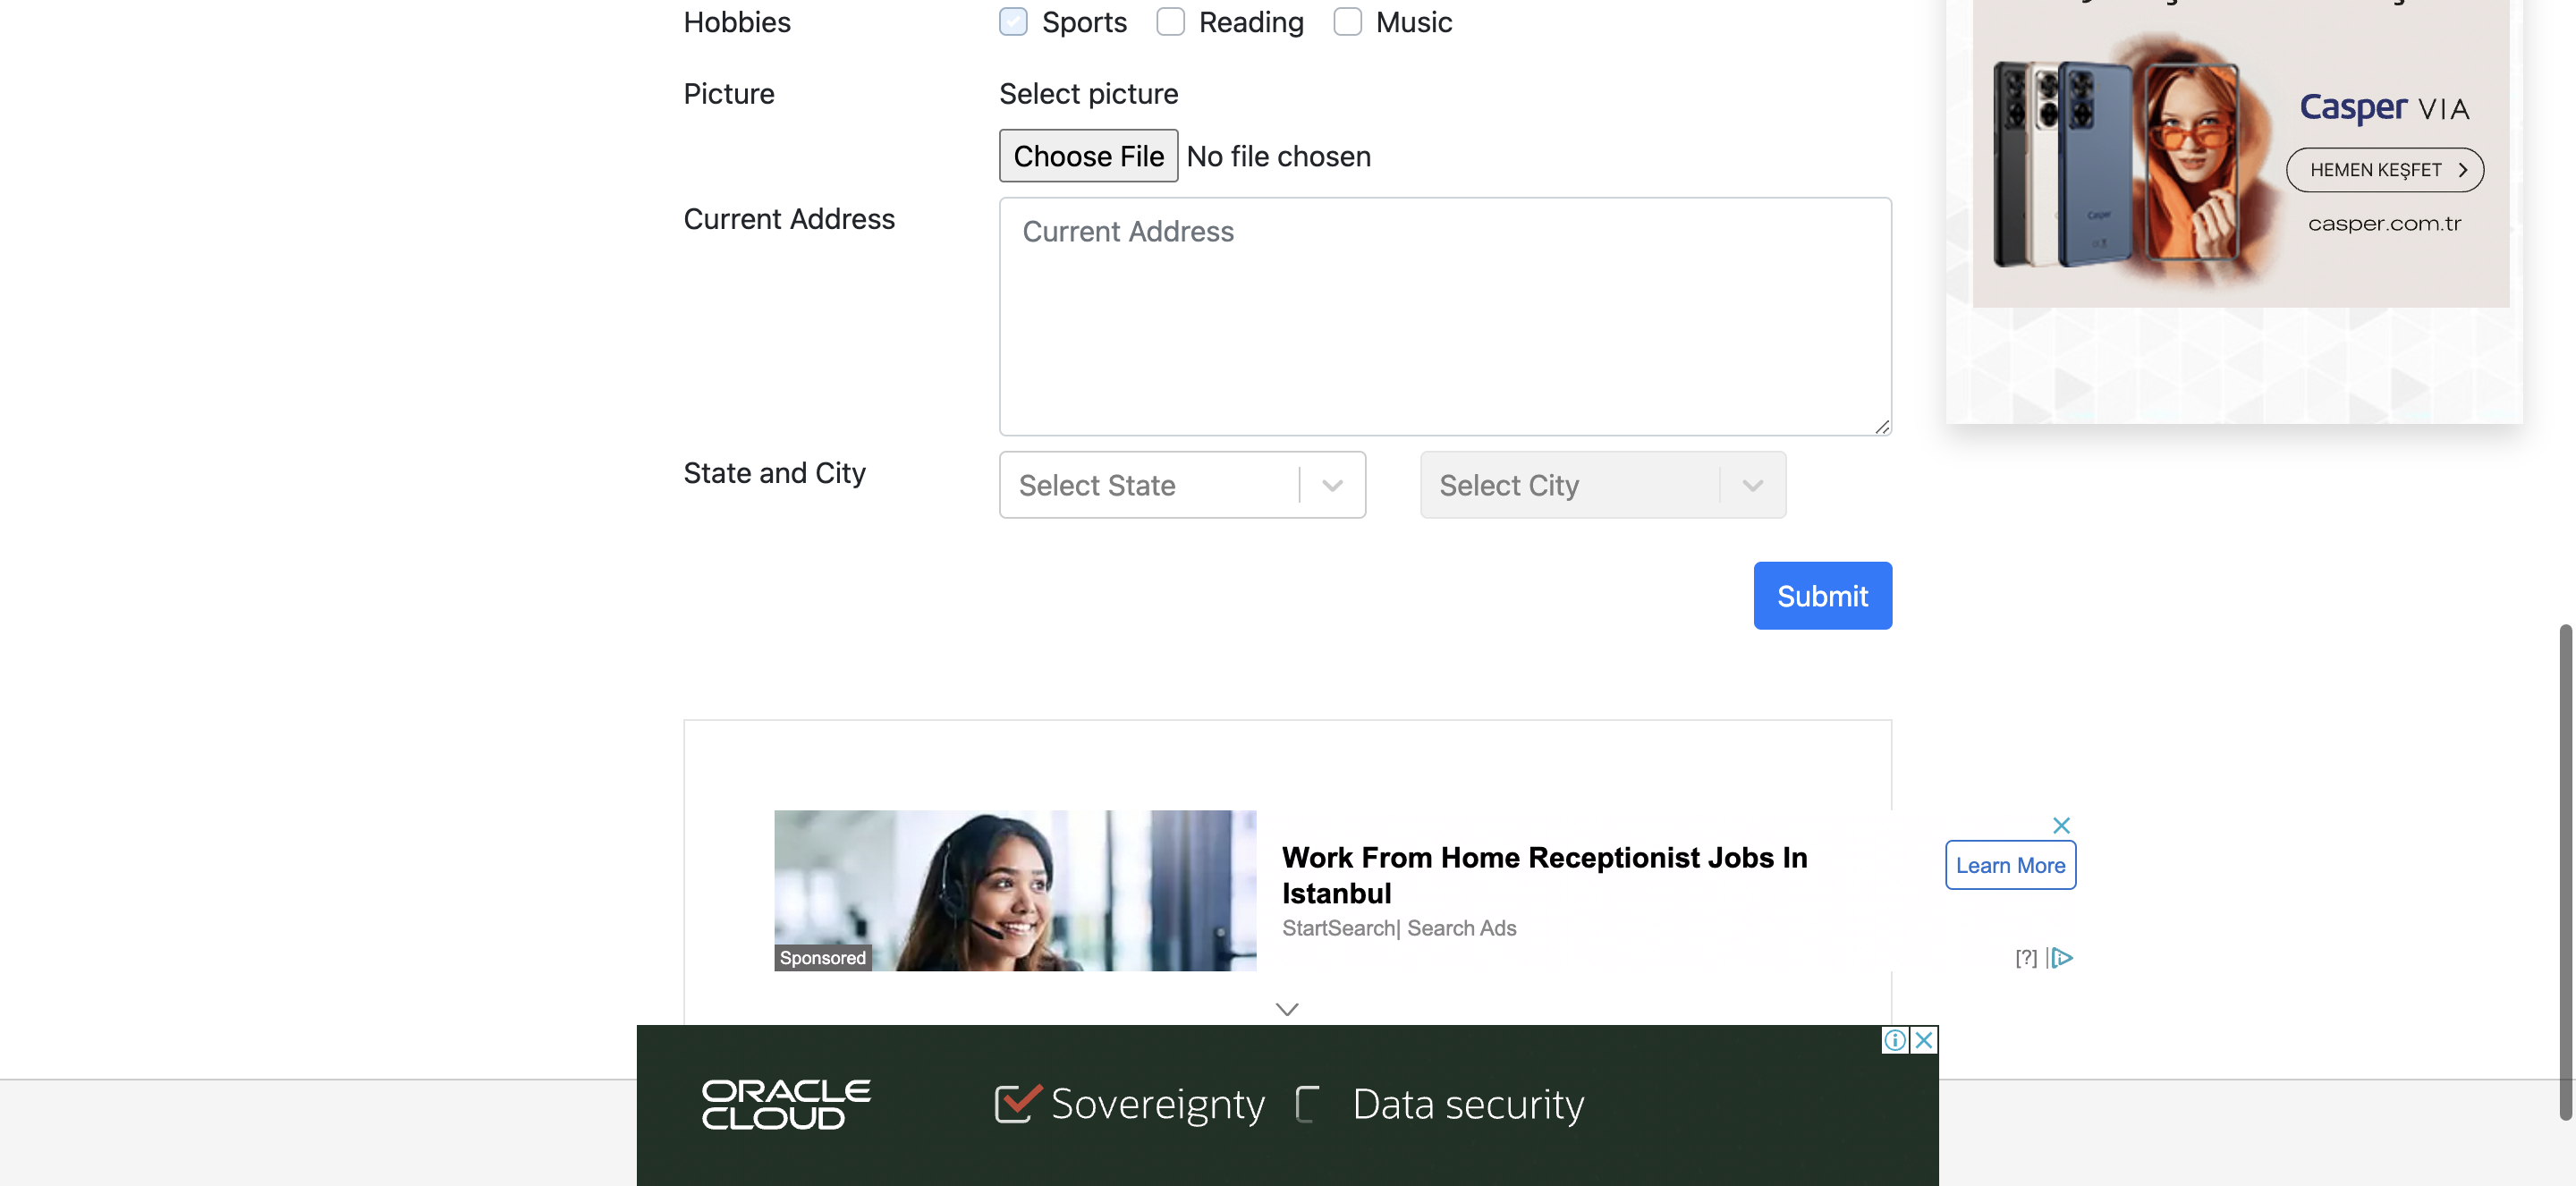 Hobbies
Sports
Reading
Music
Picture
Select picture
Choose File
No file chosen
Current Address
Current Address
State and City
Select State
Select City
Submit
Casper VIA
HEMEN KEŞFET
casper.com.tr
Casper
Work From Home Receptionist Jobs In
Istanbul
StartSearch| Search Ads
Sponsored
Learn More
[?]
ORACLE
CLOUD
Sovereignty
Data security